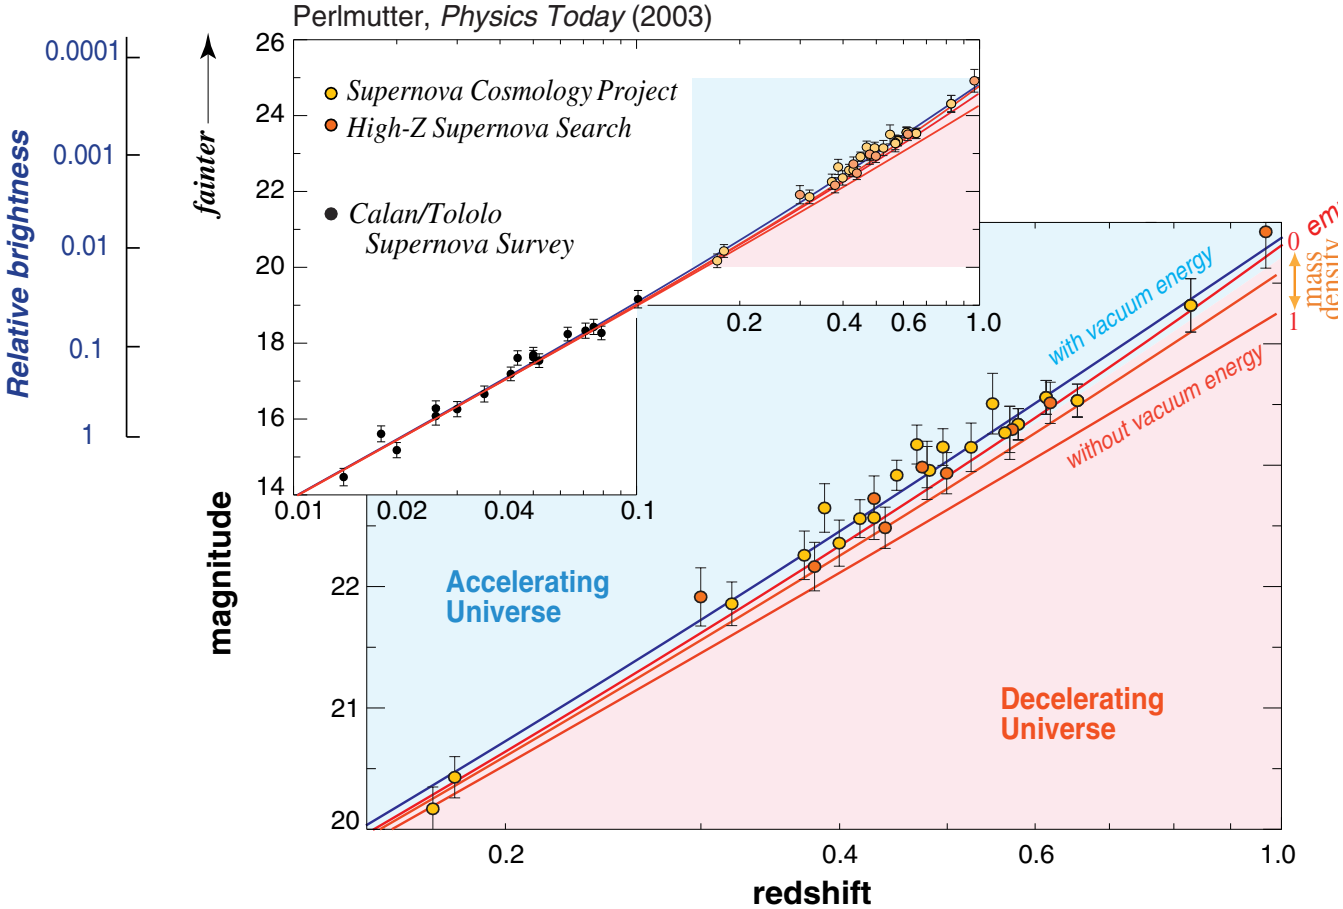 Perlmutter, Physics Today (2003)
0.0001
0.001
0.01
0.1
1
Relative brightness
fainter
26
24
22
20
18
16
14
Supernova Cosmology Project
High-Z Supernova Search
Calan/Tololo
Supernova Survey
0.01
0.02
0.04
0.1
0.2
0.4
0.6
1.0
magnitude
22
21
20
with vacuum energy
without vacuum energy
0
1
mass
density
Accelerating
Universe
Decelerating
Universe
0.2
0.4
0.6
1.0
redshift